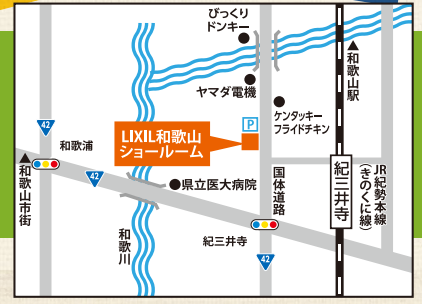 びっくり
ドンキー
▲和歌山駅
ヤマダ電機
ケンタッキー
フライドチキン
P
42
LIXIL和歌山
ショールーム
和歌浦
▲和歌山市街
42
県立医大病院
国体道路
紀三井寺
JR紀勢本線
(きのくに線)
和歌川
紀三井寺
42